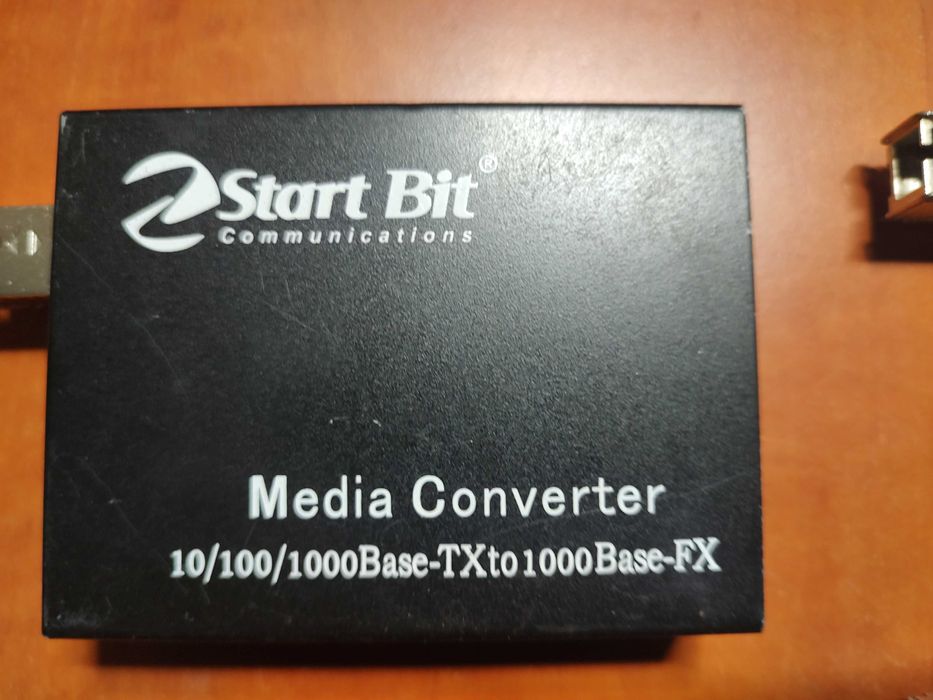 Start Bit®
Communications
Media Converter
10/100/1000Base-TXto1000Base-FX